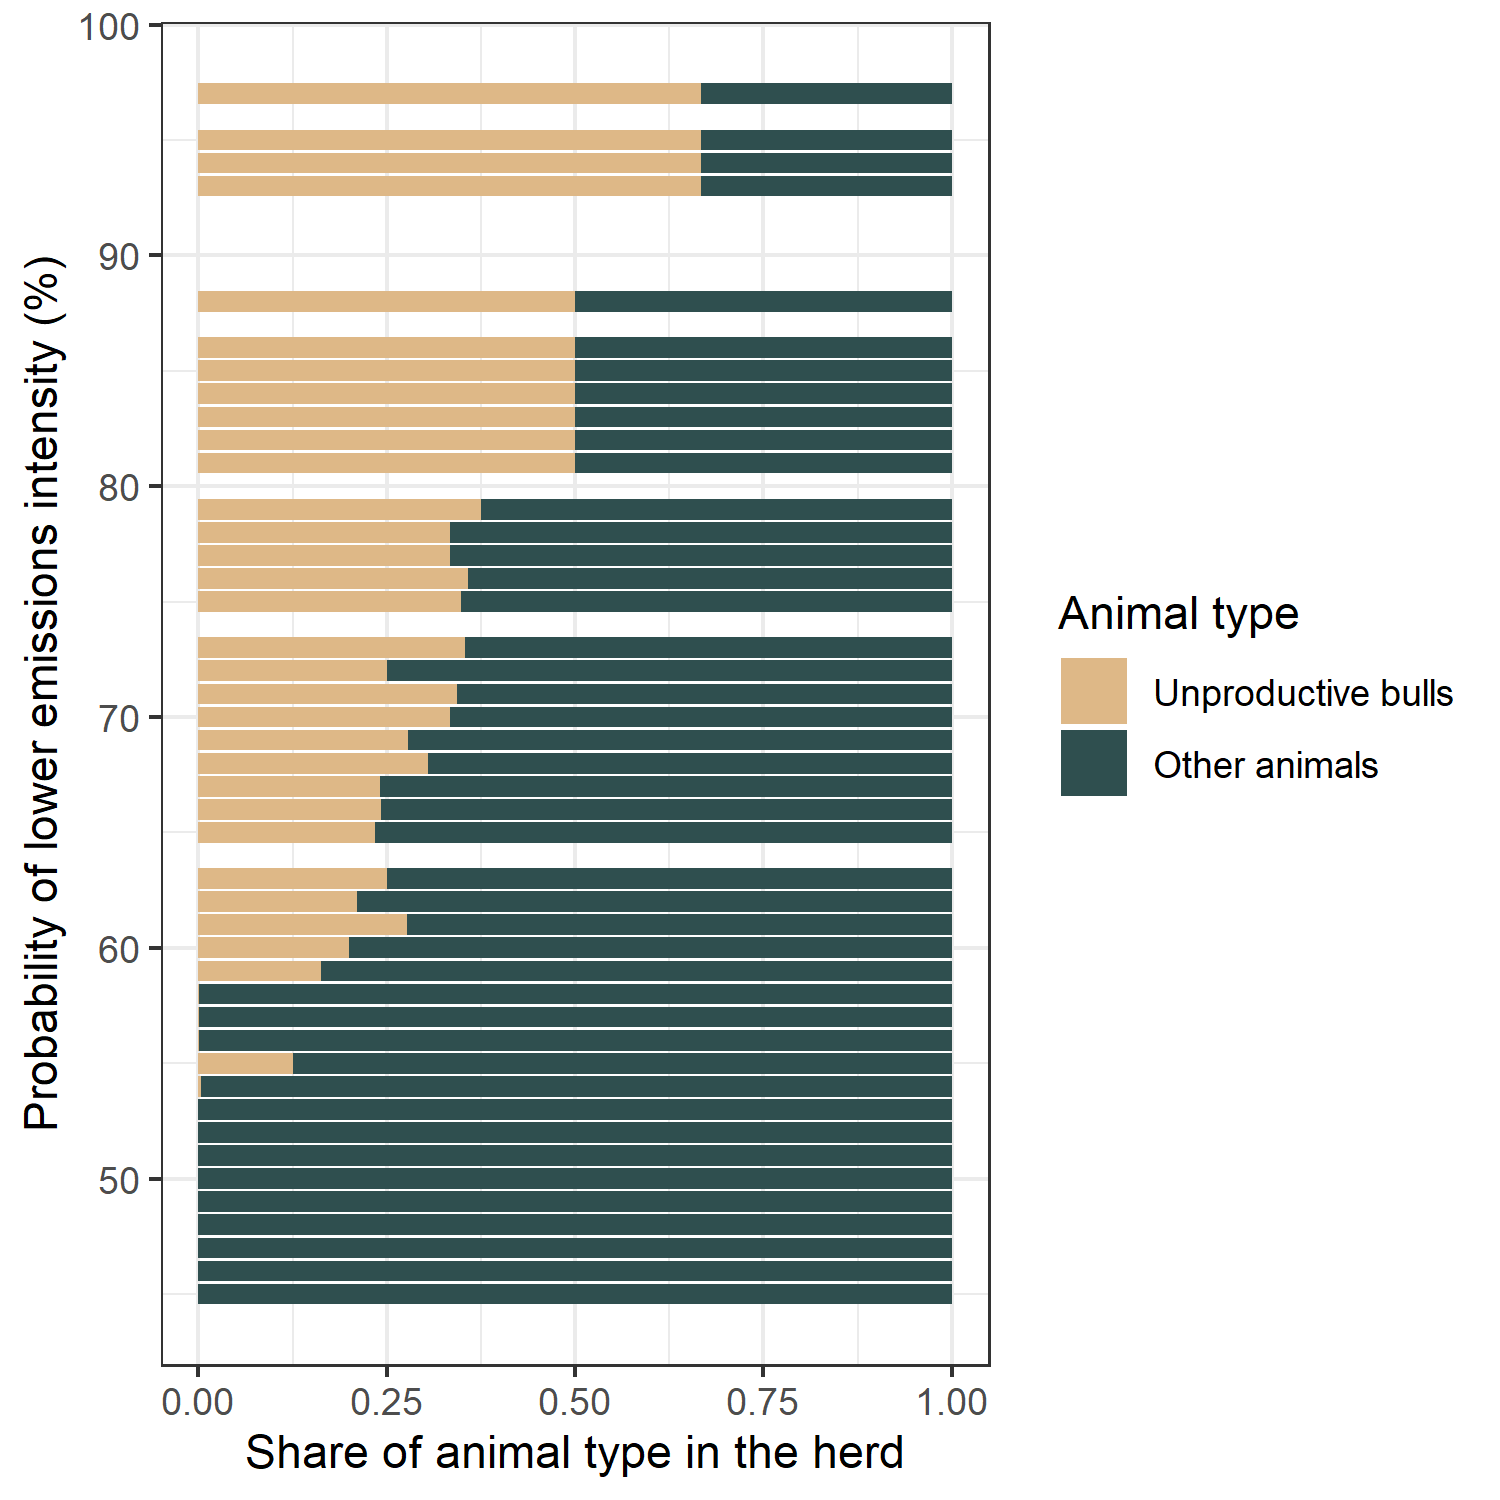 Probability of lower emissions intensity (%)
100
90
80
70
60
50
0.00 0.25 0.50 0.75 1.00
Share of animal type in the herd
Animal type
Unproductive bulls
Other animals